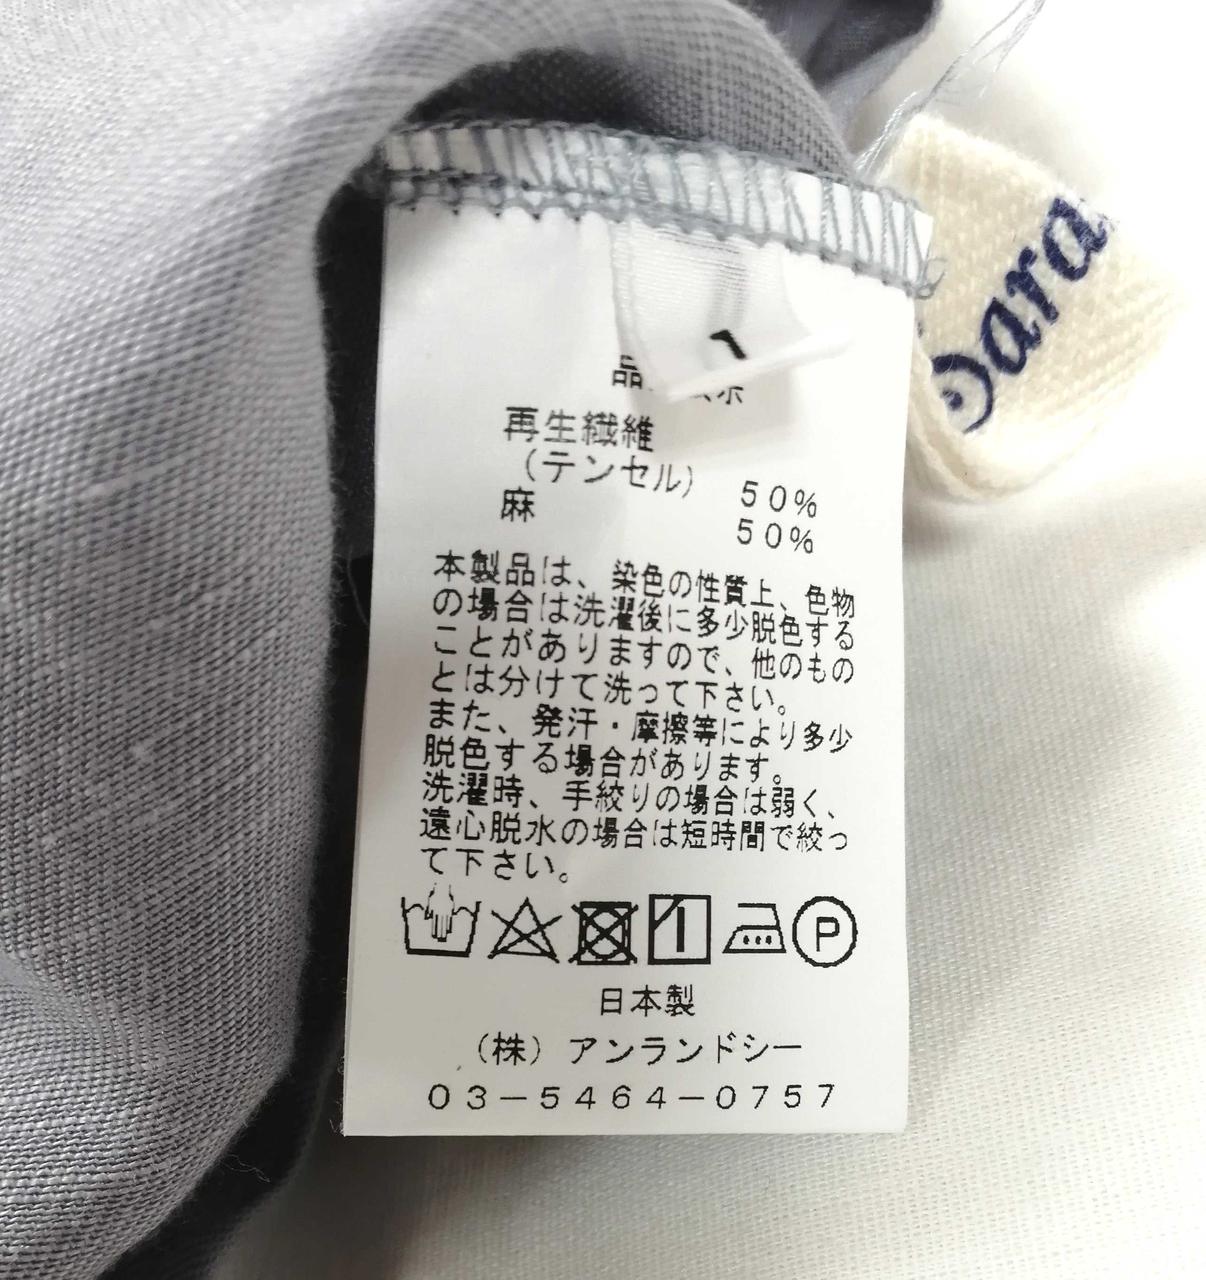 1
品
再生繊維
(テンセル) 50%
麻 50%
本製品は、染色の性質上、色物
の場合は洗濯後に多少脱色する
ことがありますので、他のもの
とは分けて洗って下さい。
また、発汗・摩擦等により多少
脱色する場合があります。
洗濯時、手絞りの場合は弱く、
遠心脱水の場合は短時間で絞っ
て下さい。
P
日本製
(株)アンランドシー
03-5464-0757